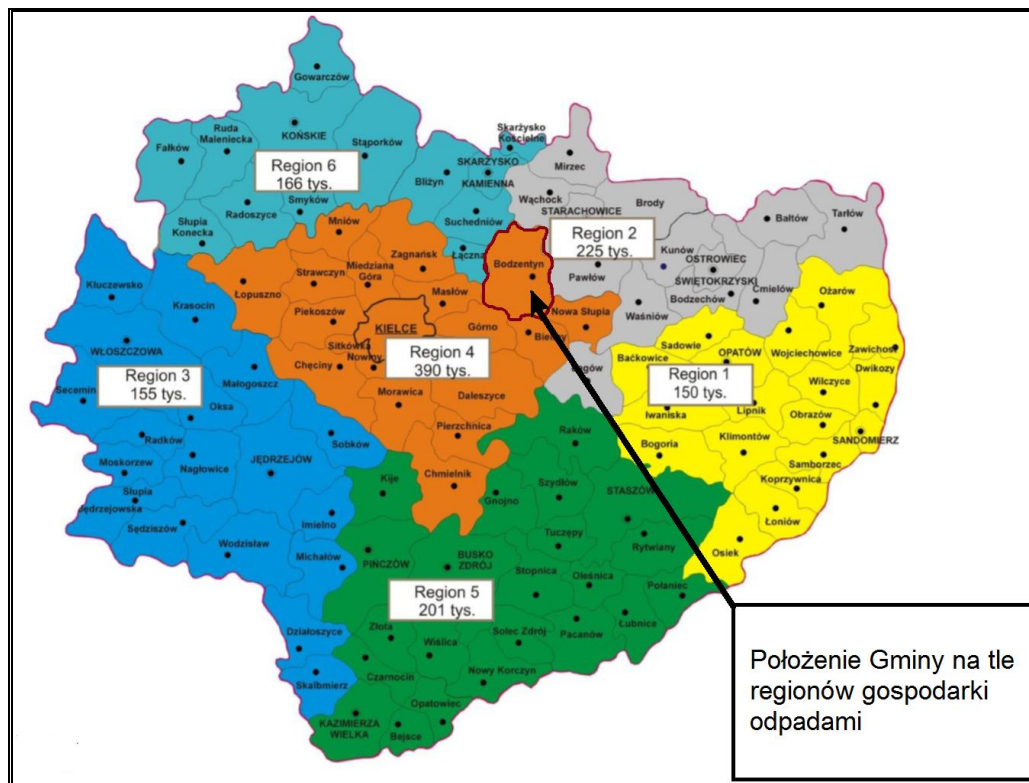 Gowarczów
Ruda
Maleniecka
KOŃSKIE
Fałków
Stąporków
Region 6
166 tys.
Radoszyce
Smyków
Słupia
Konecka
Skarżysko
Kościelne
SKARŻYSKO
KAMIENNA
Bliżyn
Suchedniów
Łączna
Mirzec
Wąchock
STARACHOWICE
Brody
Region 2
225 tys.
Pawłów
Kunów
OSTROWIEC
ŚWIĘTOKRZYSKI
Bodzechów
Ćmielów
Waśniów
Bałtów
Tarłów
Mniów
Zagnańsk
Strawczyn
Miedziana
Góra
Łopuszno
Masłów
Piekoszów
KIELCE
Górno
Bodzentyn
Nowa Słupia
Sitkówka
Nowiny
Chęciny
Region 4
390 tys.
Morawica
Daleszyce
Pierzchnica
Chmielnik
Kluczewsko
Krasocin
WŁOSZCZOWA
Region 3
155 tys.
Małogoszcz
Secemin
Oksa
Radków
Nagłowice
JĘDRZEJÓW
Sobków
Moskorzew
Słupia
Jędrzejowska
Sędziszów
Imielno
Wodzisław
Michałów
Działoszyce
Skalbmierz
Ożarów
Sadowie
Baćkowice
OPATÓW
Wojciechowice
Zawichost
Dwikozy
Region 1
150 tys.
Wilczyce
Iwaniska
Lipnik
Obrazów
Klimontów
SANDOMIERZ
Bogoria
Samborzec
Koprzywnica
Łoniów
Osiek
Raków
Kije
Gnojno
Szydłów
STASZÓW
Tuczępy
Rytwiany
PIŃCZÓW
BUSKO
ZDRÓJ
Stopnica
Oleśnica
Połaniec
Region 5
201 tys.
Łubnice
Pacanów
Solec Zdrój
Złota
Wiślica
Czarnocin
Nowy Korczyn
Opatowiec
KAZIMIERZA
WIELKA
Bejsce
Położenie Gminy na tle
regionów gospodarki
odpadami